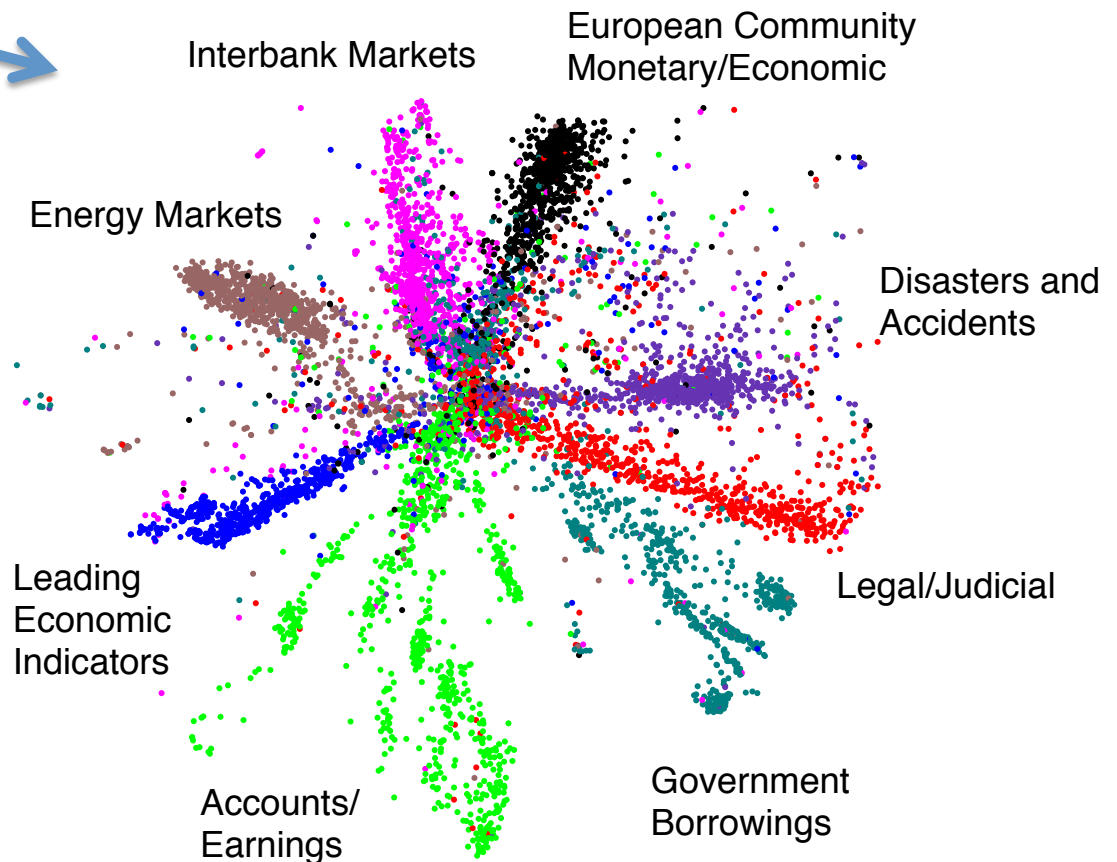 Interbank Markets
European Community
Monetary/Economic
Energy Markets
Disasters and
Accidents
Leading
Economic
Indicators
Legal/Judicial
Accounts/
Earnings
Government
Borrowings